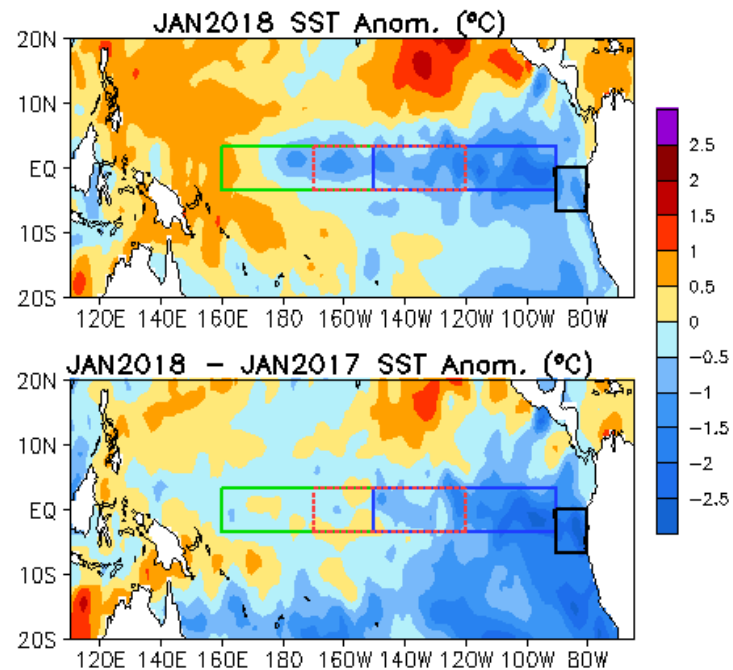 JAN2018 SST Anom. (°C)
20N
10N
EQ
10S
20S
120E 140E 160E 180 160W 140W 120W 100W 80W
JAN2018 – JAN2017 SST Anom. (°C)
20N
10N
EQ
10S
20S
120E 140E 160E 180 160W 140W 120W 100W 80W
2.5
2
1.5
1
0.5
0
−0.5
−1
−1.5
−2
−2.5